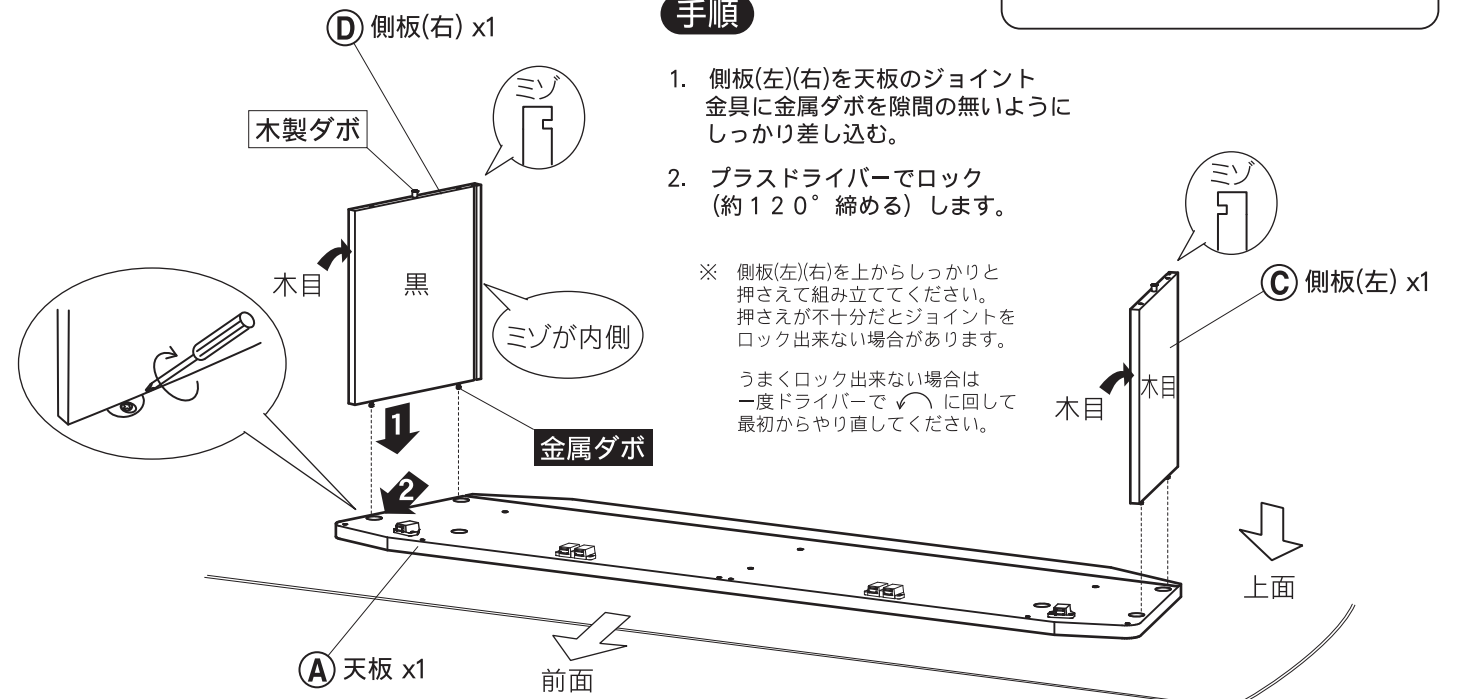 手順
Ⓓ 側板(右) x1
ミゾ
木製ダボ
木目
黒
ミゾが内側
1
金属ダボ
2
Ⓐ 天板 x1
前面
1. 側板(左)(右)を天板のジョイント
金具に金属ダボを隙間の無いように
しっかり差し込む。
2. プラスドライバーでロック
(約120°締める)します。
※ 側板(左)(右)を上からしっかりと
押さえて組み立ててください。
押さえが不十分だとジョイントを
ロック出来ない場合があります。
うまくロック出来ない場合は
一度ドライバーで に回して
最初からやり直してください。
ミゾ
Ⓒ 側板(左) x1
木目
木目
上面